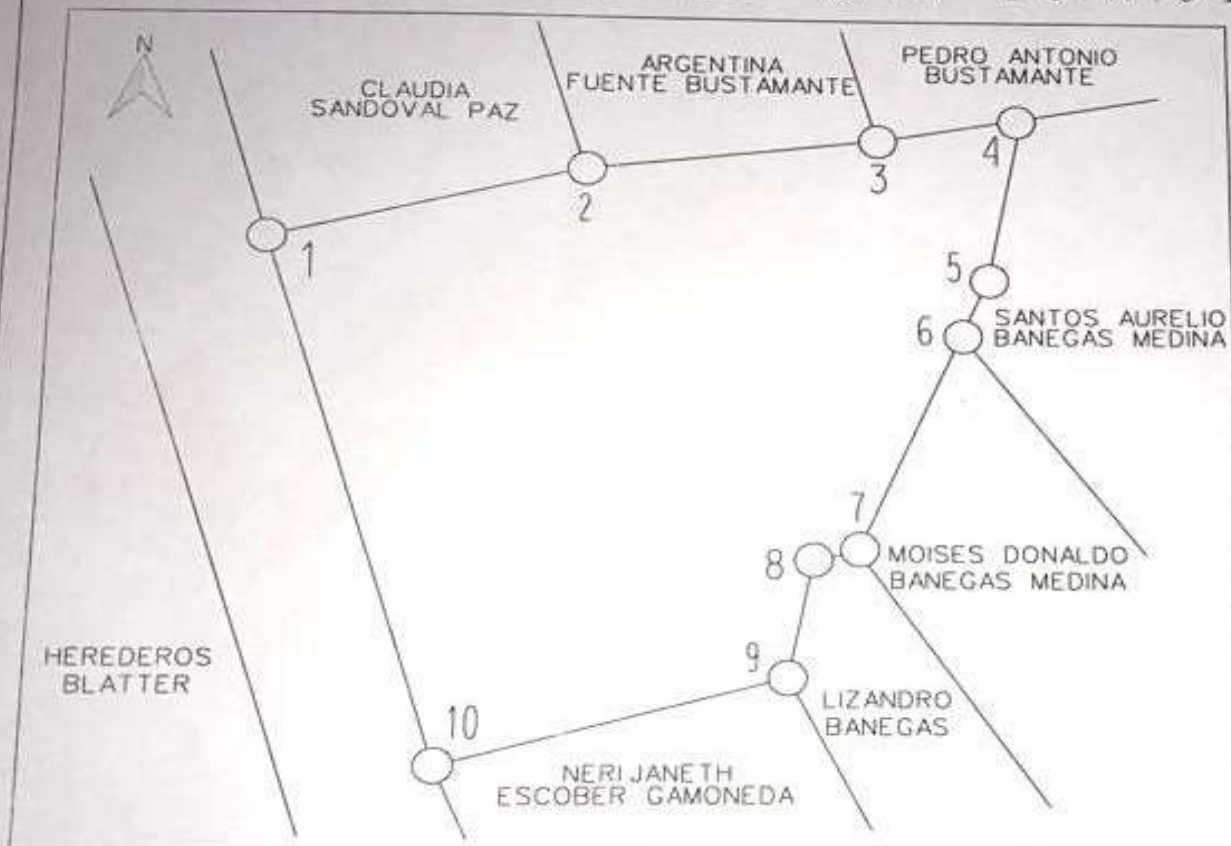 N
CLAUDIA
SANDOVAL PAZ
ARGENTINA
FUENTE BUSTAMANTE
PEDRO ANTONIO
BUSTAMANTE
1
2
3
4
5
6
SANTOS AURELIO
BANEGAS MEDINA
7
8
MOISES DONALDO
BANEGAS MEDINA
HEREDEROS
BLATTER
9
LIZANDRO
BANEGAS
10
NERI JANETH
ESCOBER GAMONEDA